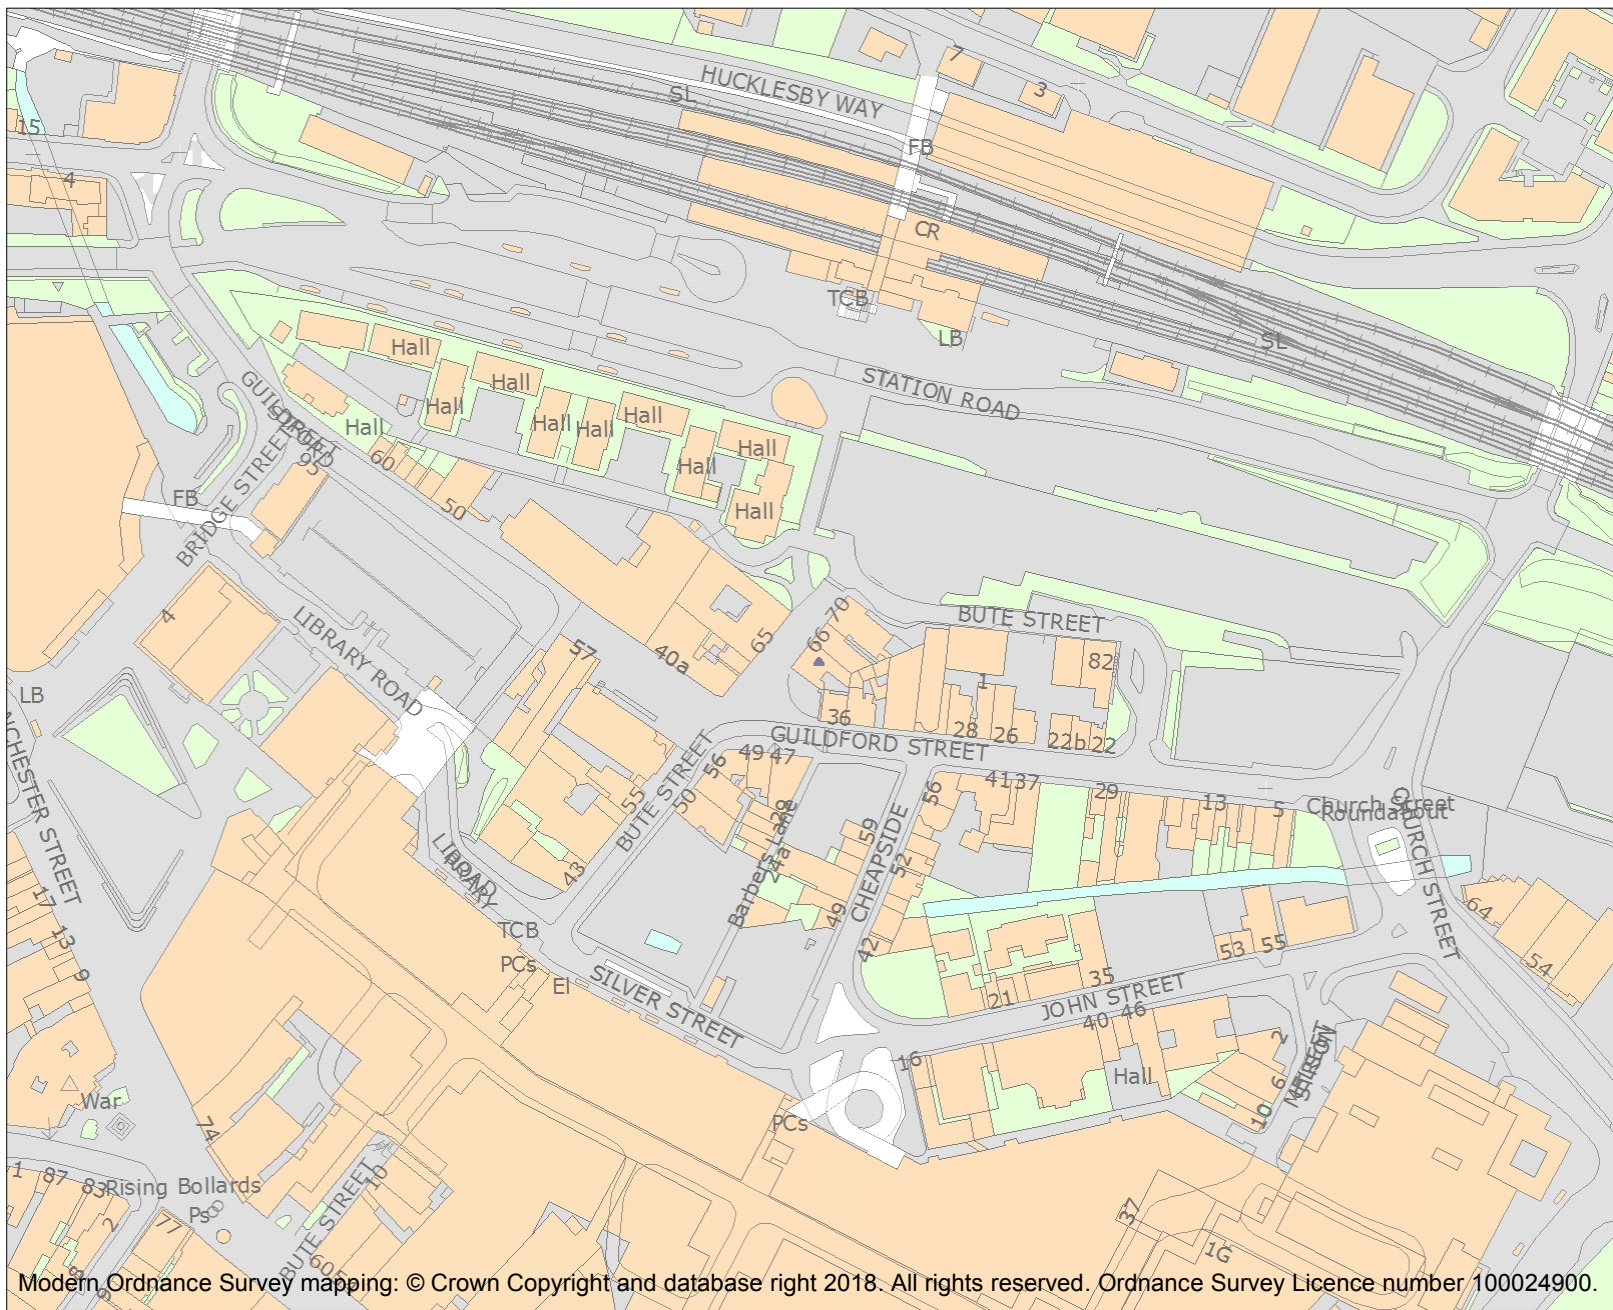 7
HUCKLESBY WAY
SL
3
15
FB
4
CR
TCB
LB
SL
Hall
Hall
STATION ROAD
Hall
Hall
Hall
Hall
Hall
Hall
Hall
Hall
GUILDFORD
STREET
60
95
FB
50
BRIDGE STREET
BUTE STREET
70
66
4
LIBRARY ROAD
65
57
40a
82
1
LB
36
28
26
22b
22
GUILDFORD STREET
49
47
56
41
37
56
BUTE STREET
50
55
29
13
5
Church Street
Roundabout
CHURCH STREET
29
Barbers Lane
24a
59
CHEAPSIDE
52
LIBRARY
ROAD
43
17
49
42
64
13
9
TCB
PCs
El
SILVER STREET
53
55
54
35
21
JOHN STREET
40
46
16
Hall
2
MELSON
STREET
6
10
War
74
PCs
1
87
83
Rising Bollards
Ps
2
77
10
BUTE STREET
37
1G
Modern Ordnance Survey mapping: © Crown Copyright and database right 2018. All rights reserved. Ordnance Survey Licence number 100024900.